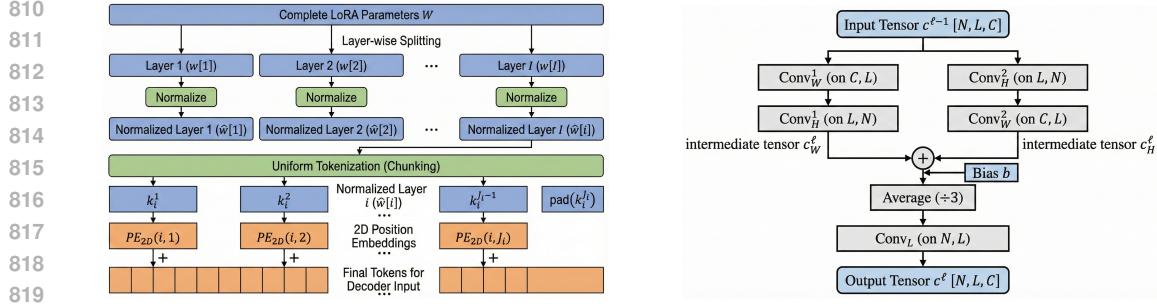 810
811
812
813
814
815
816
817
818
819
Complete LoRA Parameters W
Layer-wise Splitting
Layer 1 (w[1])
Layer 2 (w[2])
...
Layer I (w[I])
Normalize
Normalize
Normalize
Normalized Layer 1 (ŵ[1])
Normalized Layer 2 (ŵ[2])
...
Normalized Layer I (ŵ[i])
Uniform Tokenization (Chunking)
k_i^1
k_i^2
Normalized Layer
i (ŵ[i])
...
k_i^{J_i-1}
pad(k_i^{J_i})
PE_2D(i, 1)
PE_2D(i, 2)
2D Position
Embeddings
...
PE_2D(i, J_i)
+
+
+
Final Tokens for
Decoder Input
...
Input Tensor c^{ℓ-1} [N, L, C]
Conv_W^1 (on C, L)
Conv_H^2 (on L, N)
Conv_H^1 (on L, N)
Conv_W^2 (on C, L)
intermediate tensor c_W^ℓ
intermediate tensor c_H^ℓ
+
Bias b
Average (÷3)
Conv_L (on N, L)
Output Tensor c^ℓ [N, L, C]